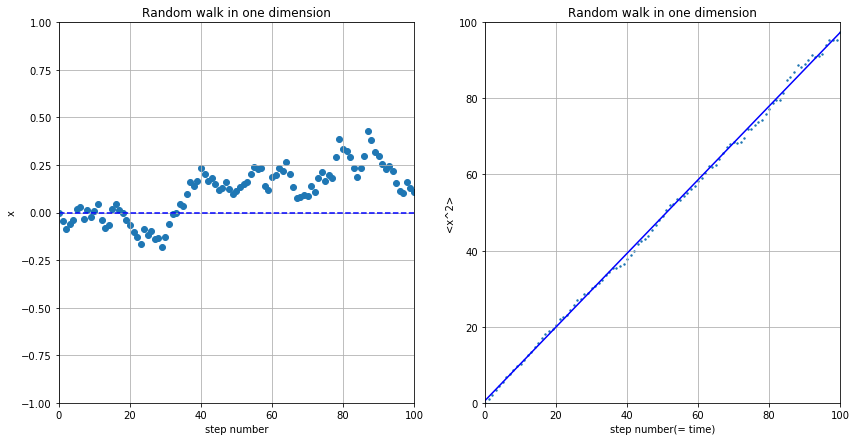 Random walk in one dimension
1.00
0.75
0.50
0.25
0.00
−0.25
−0.50
−0.75
−1.00
x
0 20 40 60 80 100
step number
Random walk in one dimension
100
80
60
40
20
0
<x^2>
0 20 40 60 80 100
step number(= time)